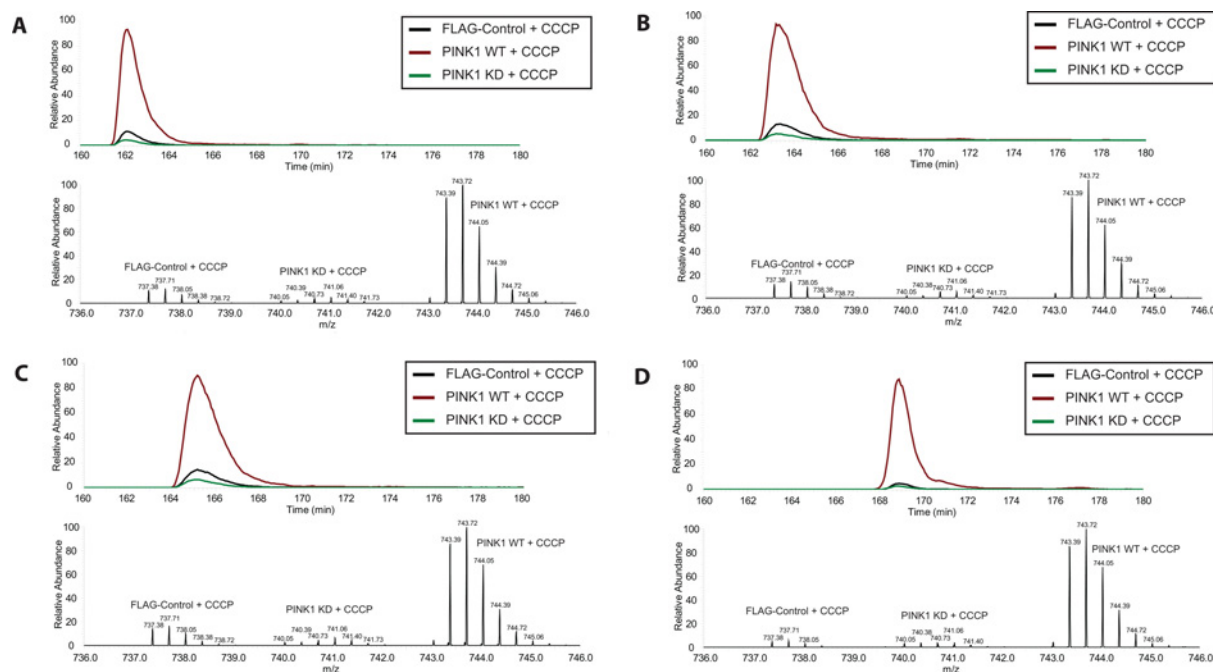 A
Relative Abundance
100
80
60
40
20
0
FLAG-Control + CCCP
PINK1 WT + CCCP
PINK1 KD + CCCP
160 162 164 166 168 170 172 174 176 178 180
Time (min)
Relative Abundance
100
80
60
40
20
0
FLAG-Control + CCCP
737.38 737.71 738.05 738.38 738.72
PINK1 KD + CCCP
740.05 740.39 740.73 741.06 741.40 741.73
PINK1 WT + CCCP
743.39 743.72 744.05 744.39 744.72 745.06
736.0 737.0 738.0 739.0 740.0 741.0 742.0 743.0 744.0 745.0 746.0
m/z
B
Relative Abundance
100
80
60
40
20
0
FLAG-Control + CCCP
PINK1 WT + CCCP
PINK1 KD + CCCP
160 162 164 166 168 170 172 174 176 178 180
Time (min)
Relative Abundance
100
80
60
40
20
0
FLAG-Control + CCCP
737.38 737.71 738.05 738.38 738.72
PINK1 KD + CCCP
740.05 740.38 740.73 741.06 741.40 741.73
PINK1 WT + CCCP
743.39 743.72 744.05 744.39 744.72 745.06
736.0 737.0 738.0 739.0 740.0 741.0 742.0 743.0 744.0 745.0 746.0
m/z
C
Relative Abundance
100
80
60
40
20
0
FLAG-Control + CCCP
PINK1 WT + CCCP
PINK1 KD + CCCP
160 162 164 166 168 170 172 174 176 178 180
Time (min)
Relative Abundance
100
80
60
40
20
0
FLAG-Control + CCCP
737.38 737.71 738.05 738.38 738.72
PINK1 KD + CCCP
740.05 740.39 740.73 741.06 741.40 741.73
PINK1 WT + CCCP
743.39 743.72 744.05 744.39 744.72 745.06
736.0 737.0 738.0 739.0 740.0 741.0 742.0 743.0 744.0 745.0 746.0
m/z
D
Relative Abundance
100
80
60
40
20
0
FLAG-Control + CCCP
PINK1 WT + CCCP
PINK1 KD + CCCP
160 162 164 166 168 170 172 174 176 178 180
Time (min)
Relative Abundance
100
80
60
40
20
0
FLAG-Control + CCCP
737.38 737.71 738.05
PINK1 KD + CCCP
740.05 740.38 740.73 741.06 741.40
PINK1 WT + CCCP
743.39 743.72 744.05 744.39 744.72 745.06
736.0 737.0 738.0 739.0 740.0 741.0 742.0 743.0 744.0 745.0 746.0
m/z